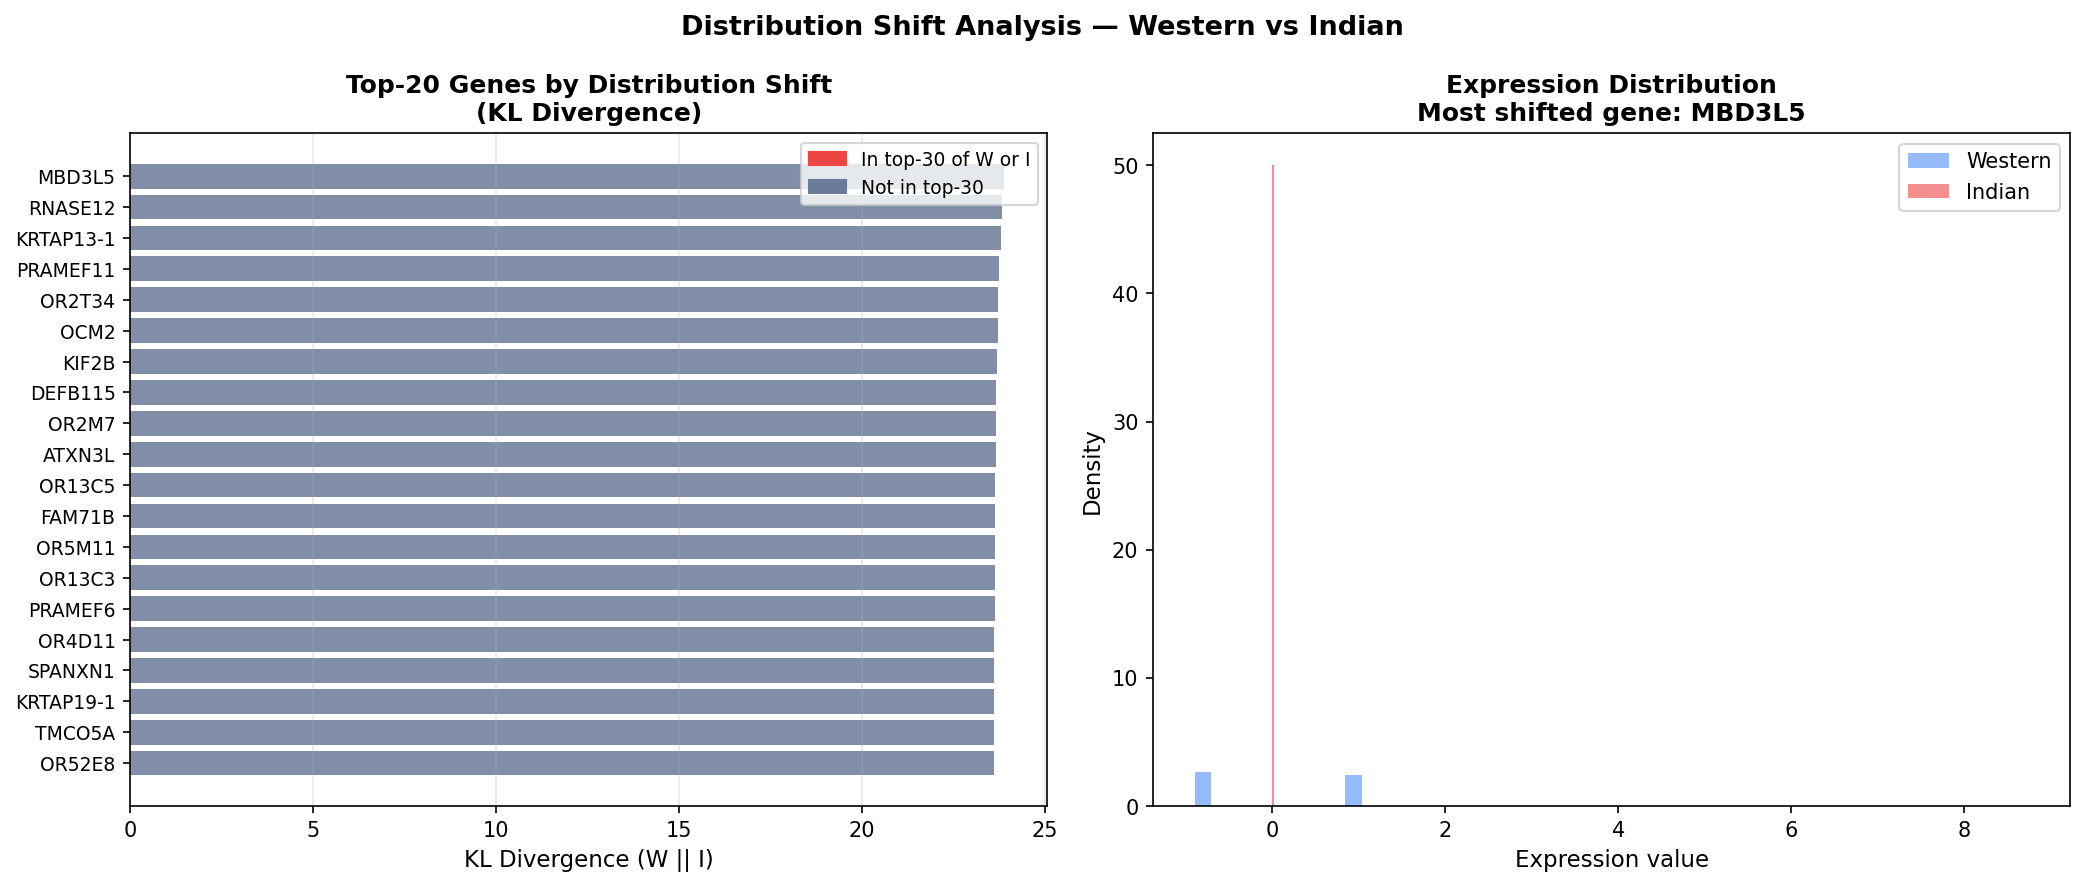 Distribution Shift Analysis — Western vs Indian
Top-20 Genes by Distribution Shift
(KL Divergence)
In top-30 of W or I
Not in top-30
MBD3L5
RNASE12
KRTAP13-1
PRAMEF11
OR2T34
OCM2
KIF2B
DEFB115
OR2M7
ATXN3L
OR13C5
FAM71B
OR5M11
OR13C3
PRAMEF6
OR4D11
SPANXN1
KRTAP19-1
TMCO5A
OR52E8
0 5 10 15 20 25
KL Divergence (W || I)
Expression Distribution
Most shifted gene: MBD3L5
Western
Indian
50
40
30
20
10
0
Density
0 2 4 6 8
Expression value